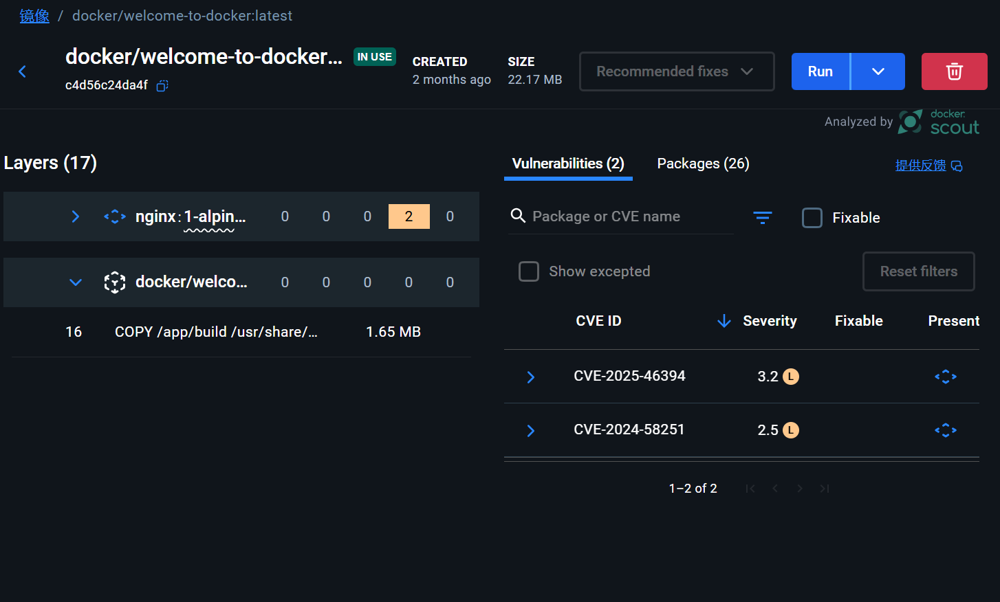 镜像 / docker/welcome-to-docker:latest
docker/welcome-to-docker... IN USE
c4d56c24da4f
CREATED
2 months ago
SIZE
22.17 MB
Recommended fixes
Run
Analyzed by docker scout
Layers (17)
nginx:1-alpin... 0 0 0 2 0
docker/welco... 0 0 0 0 0
16 COPY /app/build /usr/share/... 1.65 MB
Vulnerabilities (2) Packages (26) 提供反馈
Package or CVE name Fixable
Show excepted Reset filters
CVE ID Severity Fixable Present
CVE-2025-46394 3.2 L
CVE-2024-58251 2.5 L
1–2 of 2